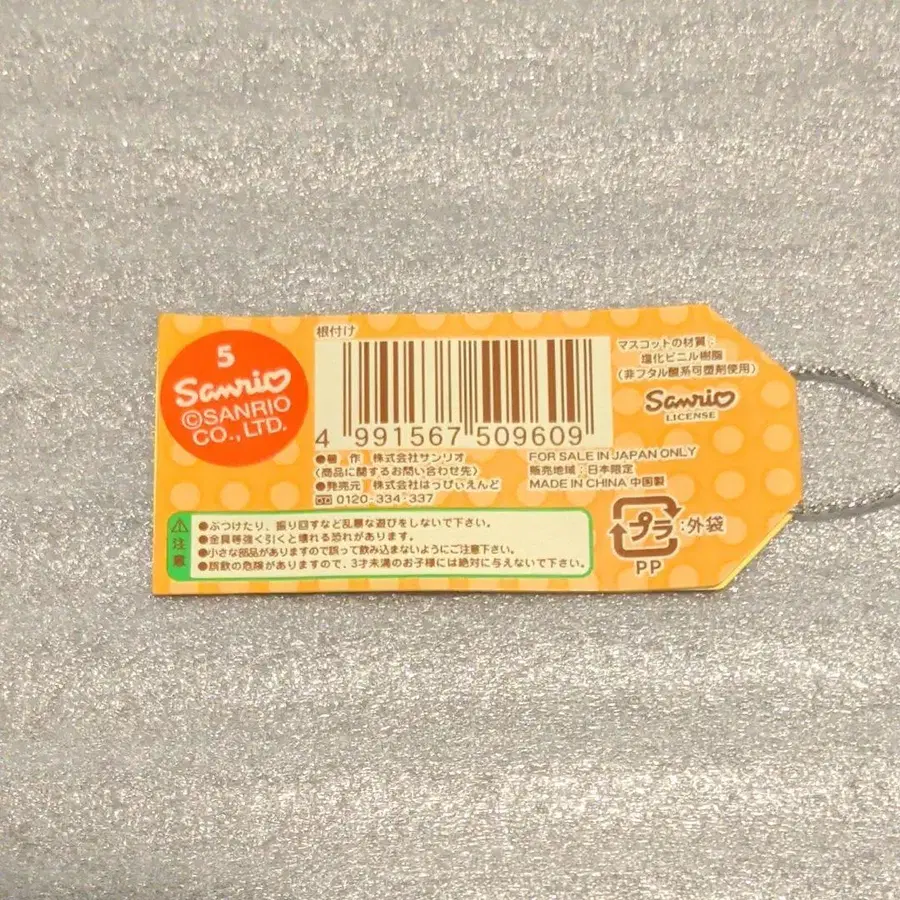 5
Sanrio
©SANRIO
CO., LTD.
根付け
4 991567 509609
●著 作 株式会社サンリオ
(商品に関するお問い合わせ先)
●発売元 株式会社はっぴぃえんど
0120-334-337
マスコットの材質:
塩化ビニル樹脂
(非フタル酸系可塑剤使用)
Sanrio
LICENSE
FOR SALE IN JAPAN ONLY
販売地域:日本限定
MADE IN CHINA 中国製
プラ :外袋
PP
注意
●ぶつけたり、振り回すなど乱暴な遊びをしないで下さい。
●金具等強く引くと壊れる恐れがあります。
●小さな部品がありますので誤って飲み込まないようにご注意下さい。
●誤飲の危険がありますので、3才未満のお子様には絶対に与えないで下さい。